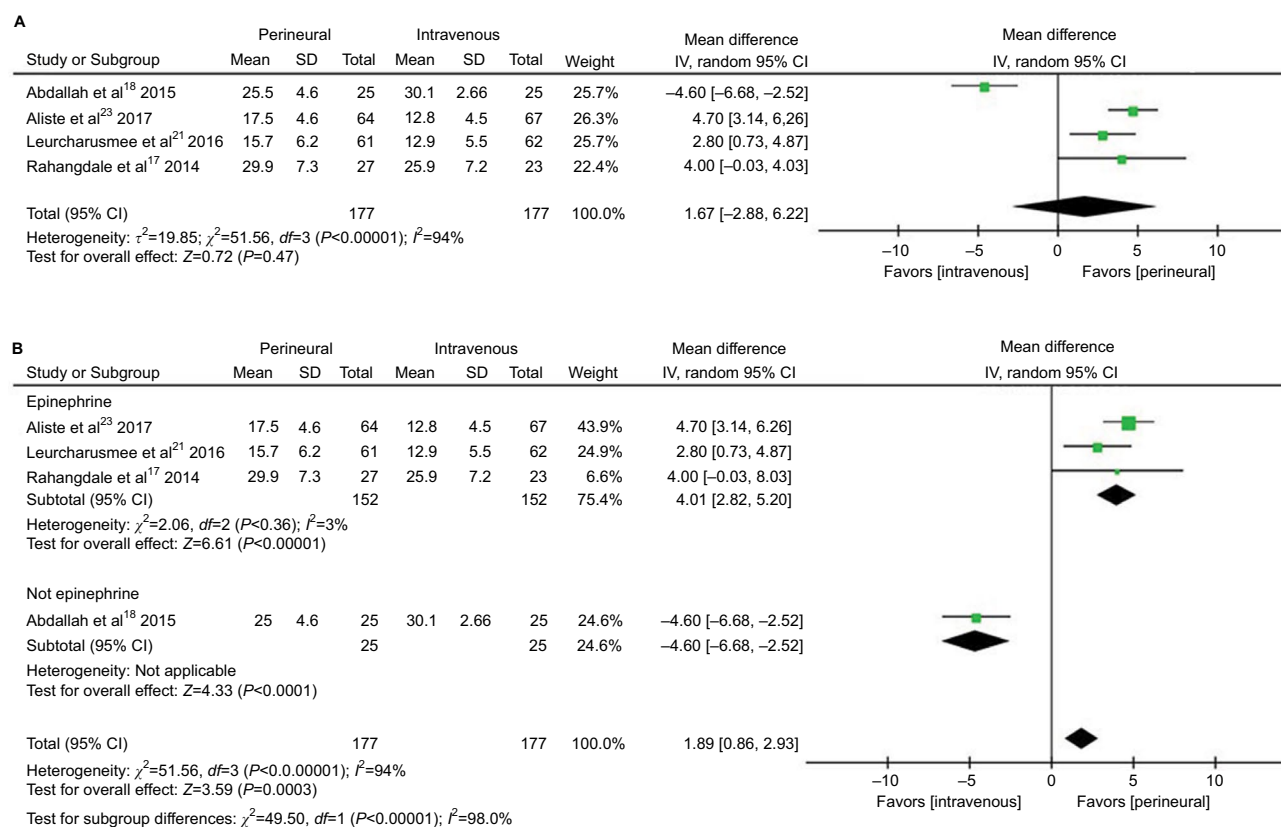 A
Perineural Intravenous Mean difference Mean difference
Study or Subgroup Mean SD Total Mean SD Total Weight IV, random 95% CI IV, random 95% CI
Abdallah et al18 2015 25.5 4.6 25 30.1 2.66 25 25.7% –4.60 [–6.68, –2.52]
Aliste et al23 2017 17.5 4.6 64 12.8 4.5 67 26.3% 4.70 [3.14, 6.26]
Leurcharusmee et al21 2016 15.7 6.2 61 12.9 5.5 62 25.7% 2.80 [0.73, 4.87]
Rahangdale et al17 2014 29.9 7.3 27 25.9 7.2 23 22.4% 4.00 [–0.03, 4.03]
Total (95% CI) 177 177 100.0% 1.67 [–2.88, 6.22]
Heterogeneity: τ2=19.85; χ2=51.56, df=3 (P<0.00001); I2=94%
Test for overall effect: Z=0.72 (P=0.47)
–10 –5 0 5 10
Favors [intravenous] Favors [perineural]
B
Perineural Intravenous Mean difference Mean difference
Study or Subgroup Mean SD Total Mean SD Total Weight IV, random 95% CI IV, random 95% CI
Epinephrine
Aliste et al23 2017 17.5 4.6 64 12.8 4.5 67 43.9% 4.70 [3.14, 6.26]
Leurcharusmee et al21 2016 15.7 6.2 61 12.9 5.5 62 24.9% 2.80 [0.73, 4.87]
Rahangdale et al17 2014 29.9 7.3 27 25.9 7.2 23 6.6% 4.00 [–0.03, 8.03]
Subtotal (95% CI) 152 152 75.4% 4.01 [2.82, 5.20]
Heterogeneity: χ2=2.06, df=2 (P<0.36); I2=3%
Test for overall effect: Z=6.61 (P<0.00001)
Not epinephrine
Abdallah et al18 2015 25 4.6 25 30.1 2.66 25 24.6% –4.60 [–6.68, –2.52]
Subtotal (95% CI) 25 25 24.6% –4.60 [–6.68, –2.52]
Heterogeneity: Not applicable
Test for overall effect: Z=4.33 (P<0.0001)
Total (95% CI) 177 177 100.0% 1.89 [0.86, 2.93]
Heterogeneity: χ2=51.56, df=3 (P<0.0.00001); I2=94%
Test for overall effect: Z=3.59 (P=0.0003)
Test for subgroup differences: χ2=49.50, df=1 (P<0.00001); I2=98.0%
–10 –5 0 5 10
Favors [intravenous] Favors [perineural]